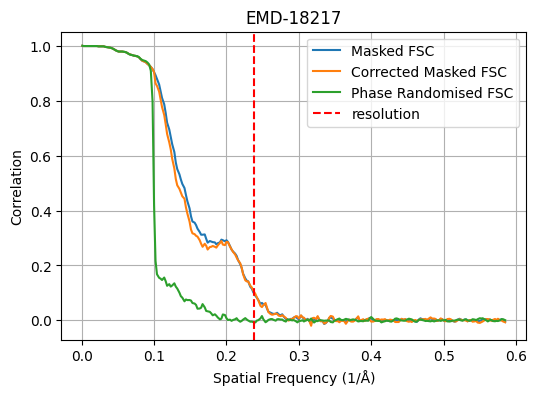 EMD-18217
Masked FSC
Corrected Masked FSC
Phase Randomised FSC
resolution
Correlation
1.0
0.8
0.6
0.4
0.2
0.0
0.0 0.1 0.2 0.3 0.4 0.5 0.6
Spatial Frequency (1/Å)